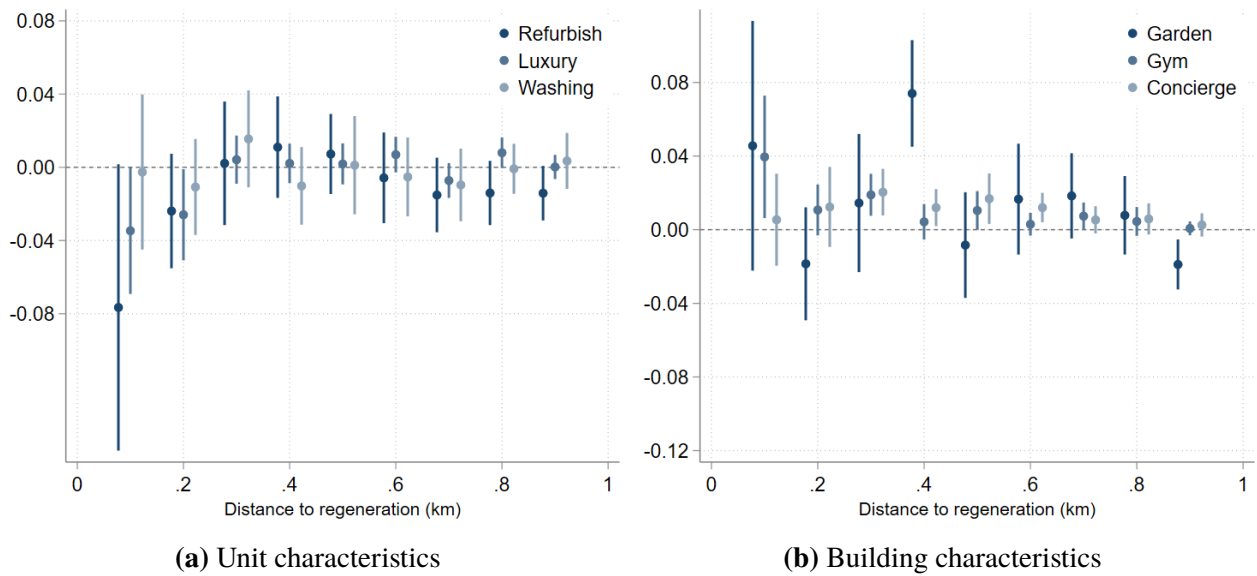 0.08
0.04
0.00
-0.04
-0.08
0
.2
.4
.6
.8
1
Distance to regeneration (km)
Refurbish
Luxury
Washing
(a) Unit characteristics
0.08
0.04
0.00
-0.04
-0.08
-0.12
0
.2
.4
.6
.8
1
Distance to regeneration (km)
Garden
Gym
Concierge
(b) Building characteristics